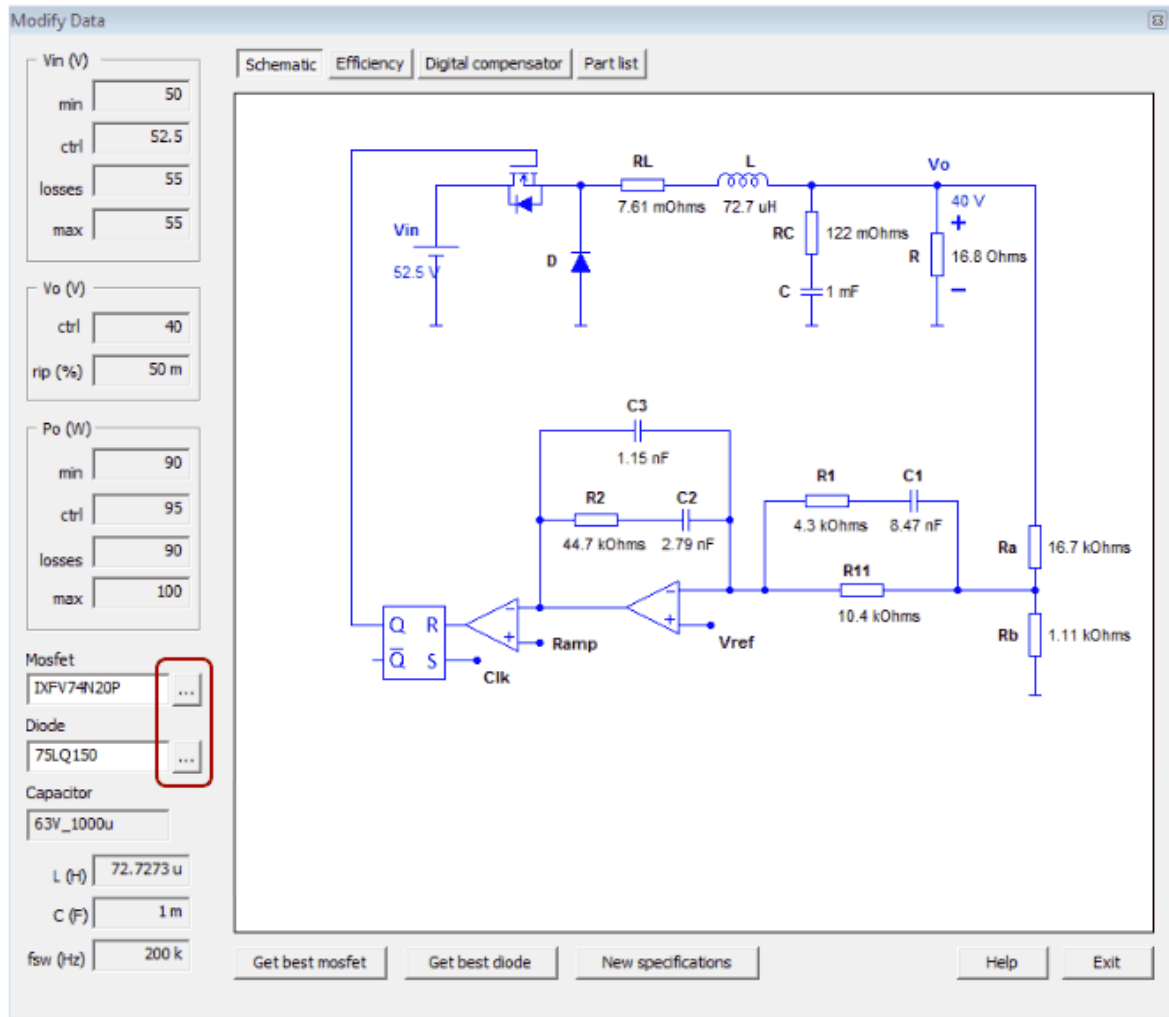 Modify Data
Vin (V)
min 50
ctrl 52.5
losses 55
max 55
Vo (V)
ctrl 40
rip (%) 50 m
Po (W)
min 90
ctrl 95
losses 90
max 100
Mosfet
IXFV74N20P ...
Diode
75LQ150 ...
Capacitor
63V_1000u
L (H) 72.7273 u
C (F) 1 m
fsw (Hz) 200 k
Schematic Efficiency Digital compensator Part list
RL L Vo
7.61 mOhms 72.7 uH 40 V
Vin RC 122 mOhms +
52.5 V D R 16.8 Ohms
C 1 mF −
C3
1.15 nF
R2 C2 R1 C1
44.7 kOhms 2.79 nF 4.3 kOhms 8.47 nF
Ra 16.7 kOhms
R11
10.4 kOhms
Rb 1.11 kOhms
Q R − + Ramp − + Vref
Q S Clk
Get best mosfet Get best diode New specifications Help Exit